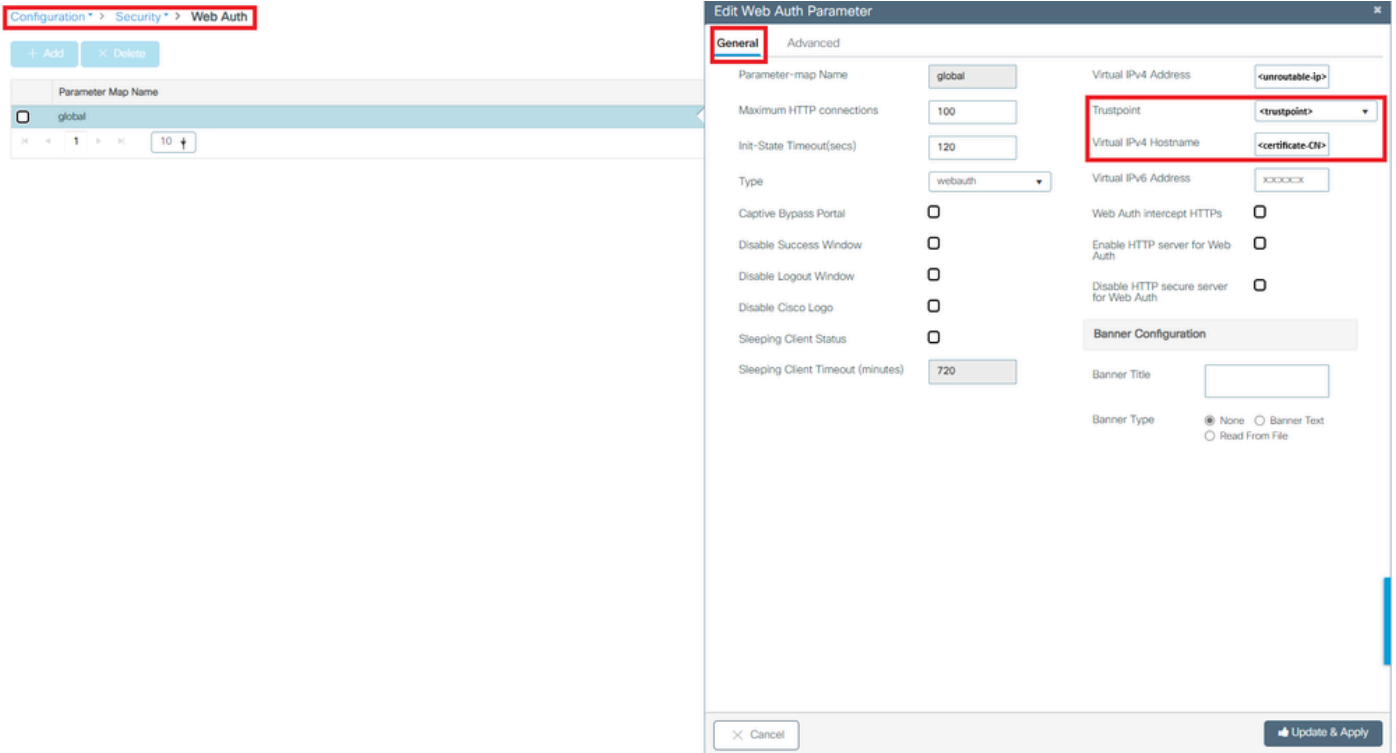 Configuration * > Security * > Web Auth
+ Add
× Delete
Parameter Map Name
global
1
10
Edit Web Auth Parameter
×
General
Advanced
Parameter-map Name
global
Maximum HTTP connections
100
Init-State Timeout(secs)
120
Type
webauth
Captive Bypass Portal
Disable Success Window
Disable Logout Window
Disable Cisco Logo
Sleeping Client Status
Sleeping Client Timeout (minutes)
720
Virtual IPv4 Address
<unroutable-ip>
Trustpoint
<trustpoint>
Virtual IPv4 Hostname
<certificate-CN>
Virtual IPv6 Address
Web Auth intercept HTTPs
Enable HTTP server for Web
Auth
Disable HTTP secure server
for Web Auth
Banner Configuration
Banner Title
Banner Type
None
Banner Text
Read From File
× Cancel
Update & Apply